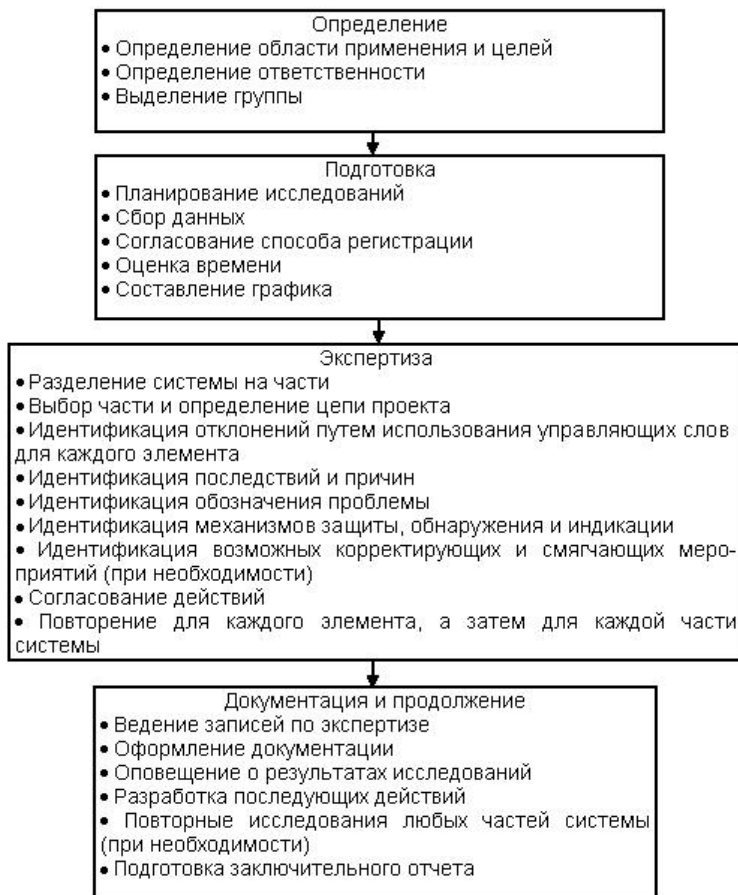 Определение
• Определение области применения и целей
• Определение ответственности
• Выделение группы
Подготовка
• Планирование исследований
• Сбор данных
• Согласование способа регистрации
• Оценка времени
• Составление графика
Экспертиза
• Разделение системы на части
• Выбор части и определение цепи проекта
• Идентификация отклонений путем использования управляющих слов
для каждого элемента
• Идентификация последствий и причин
• Идентификация обозначения проблемы
• Идентификация механизмов защиты, обнаружения и индикации
• Идентификация возможных корректирующих и смягчающих меро-
приятий (при необходимости)
• Согласование действий
• Повторение для каждого элемента, а затем для каждой части
системы
Документация и продолжение
• Ведение записей по экспертизе
• Оформление документации
• Оповещение о результатах исследований
• Разработка последующих действий
• Повторные исследования любых частей системы
(при необходимости)
• Подготовка заключительного отчета